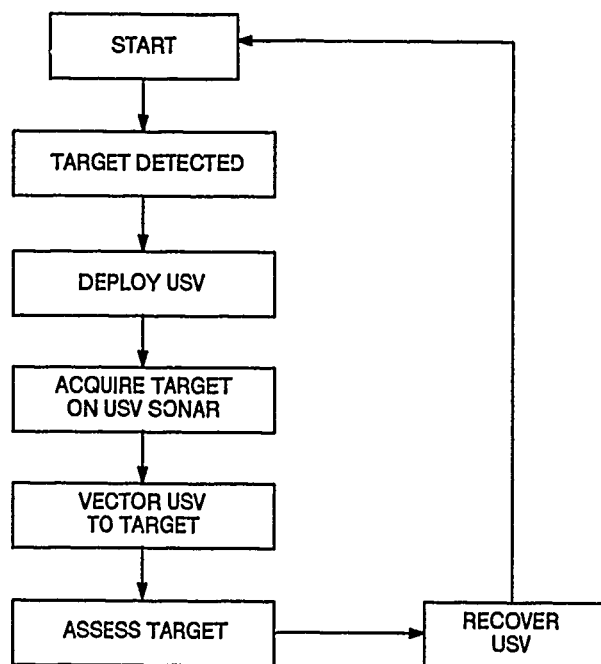 START
TARGET DETECTED
DEPLOY USV
ACQUIRE TARGET
ON USV SONAR
VECTOR USV
TO TARGET
ASSESS TARGET
RECOVER
USV